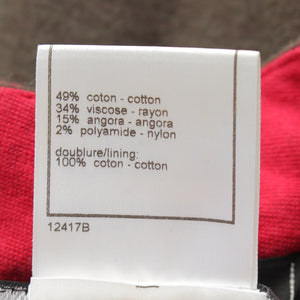 49% coton - cotton
34% viscose - rayon
15% angora - angora
2% polyamide - nylon
doublure/lining:
100% coton - cotton
12417B